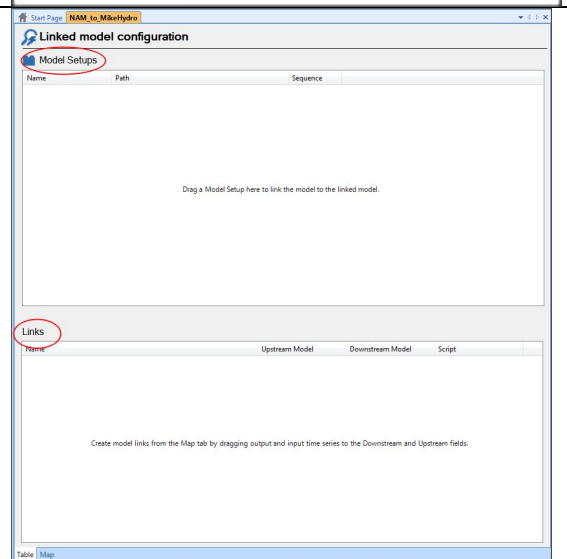 Start Page NAM_to_MikeHydro
Linked model configuration
Model Setups
Name Path Sequence
Drag a Model Setup here to link the model to the linked model.
Links
Name Upstream Model Downstream Model Script
Create model links from the Map tab by dragging output and input time series to the Downstream and Upstream fields.
Table Map